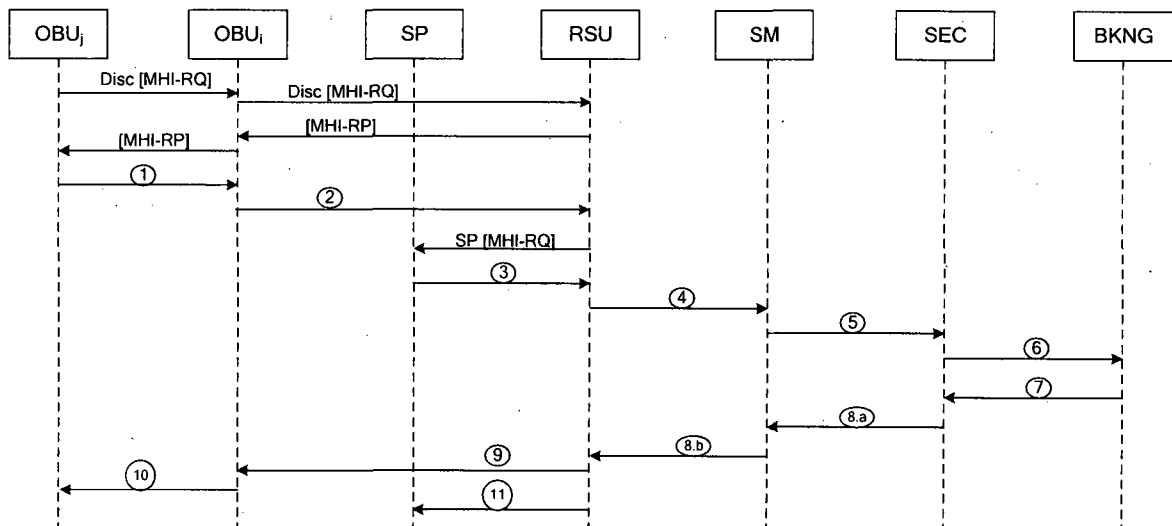 OBUj OBUi SP RSU SM SEC BKNG
Disc [MHI-RQ]
Disc [MHI-RQ]
[MHI-RP]
[MHI-RP]
1
2
SP [MHI-RQ]
3
4
5
6
7
8.a
8.b
9
10
11